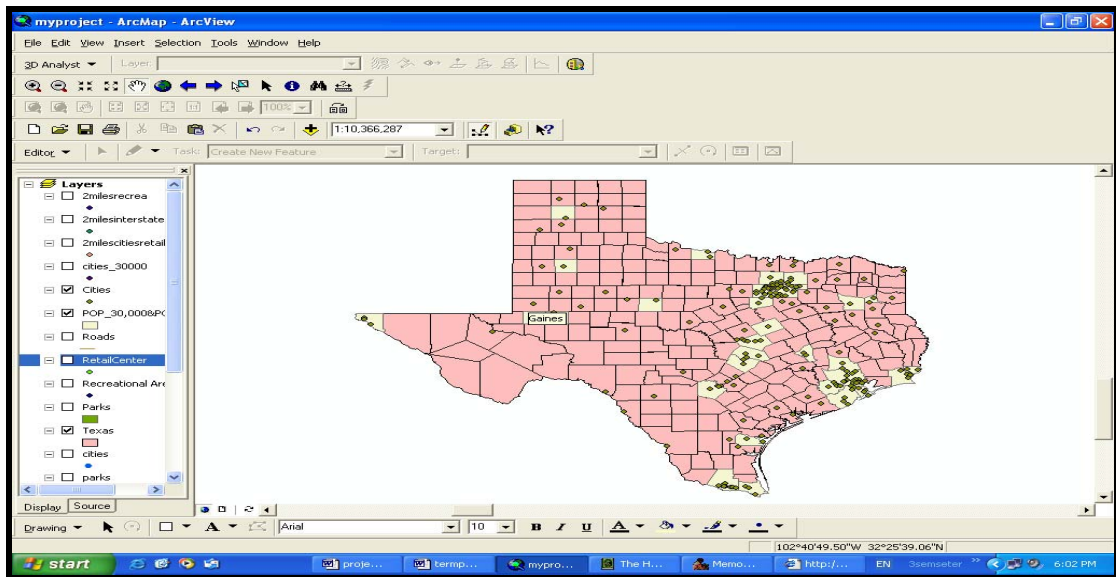 myproject - ArcMap - ArcView
File Edit View Insert Selection Tools Window Help
3D Analyst Layer:
100%
1:10,366,287
Editor Task: Create New Feature Target:
Layers
2milesrecrea
2milesinterstate
2milescitiesretail
cities_30000
Cities
POP_30,000&PO
Roads
RetailCenter
Recreational Are
Parks
Texas
cities
parks
Gaines
Display Source
Drawing A Arial 10 B I U A
102°40'49.50"W 32°25'39.06"N
start proje... termp... mypro... The H... Memo... http:/... EN 3semseter » 6:02 PM